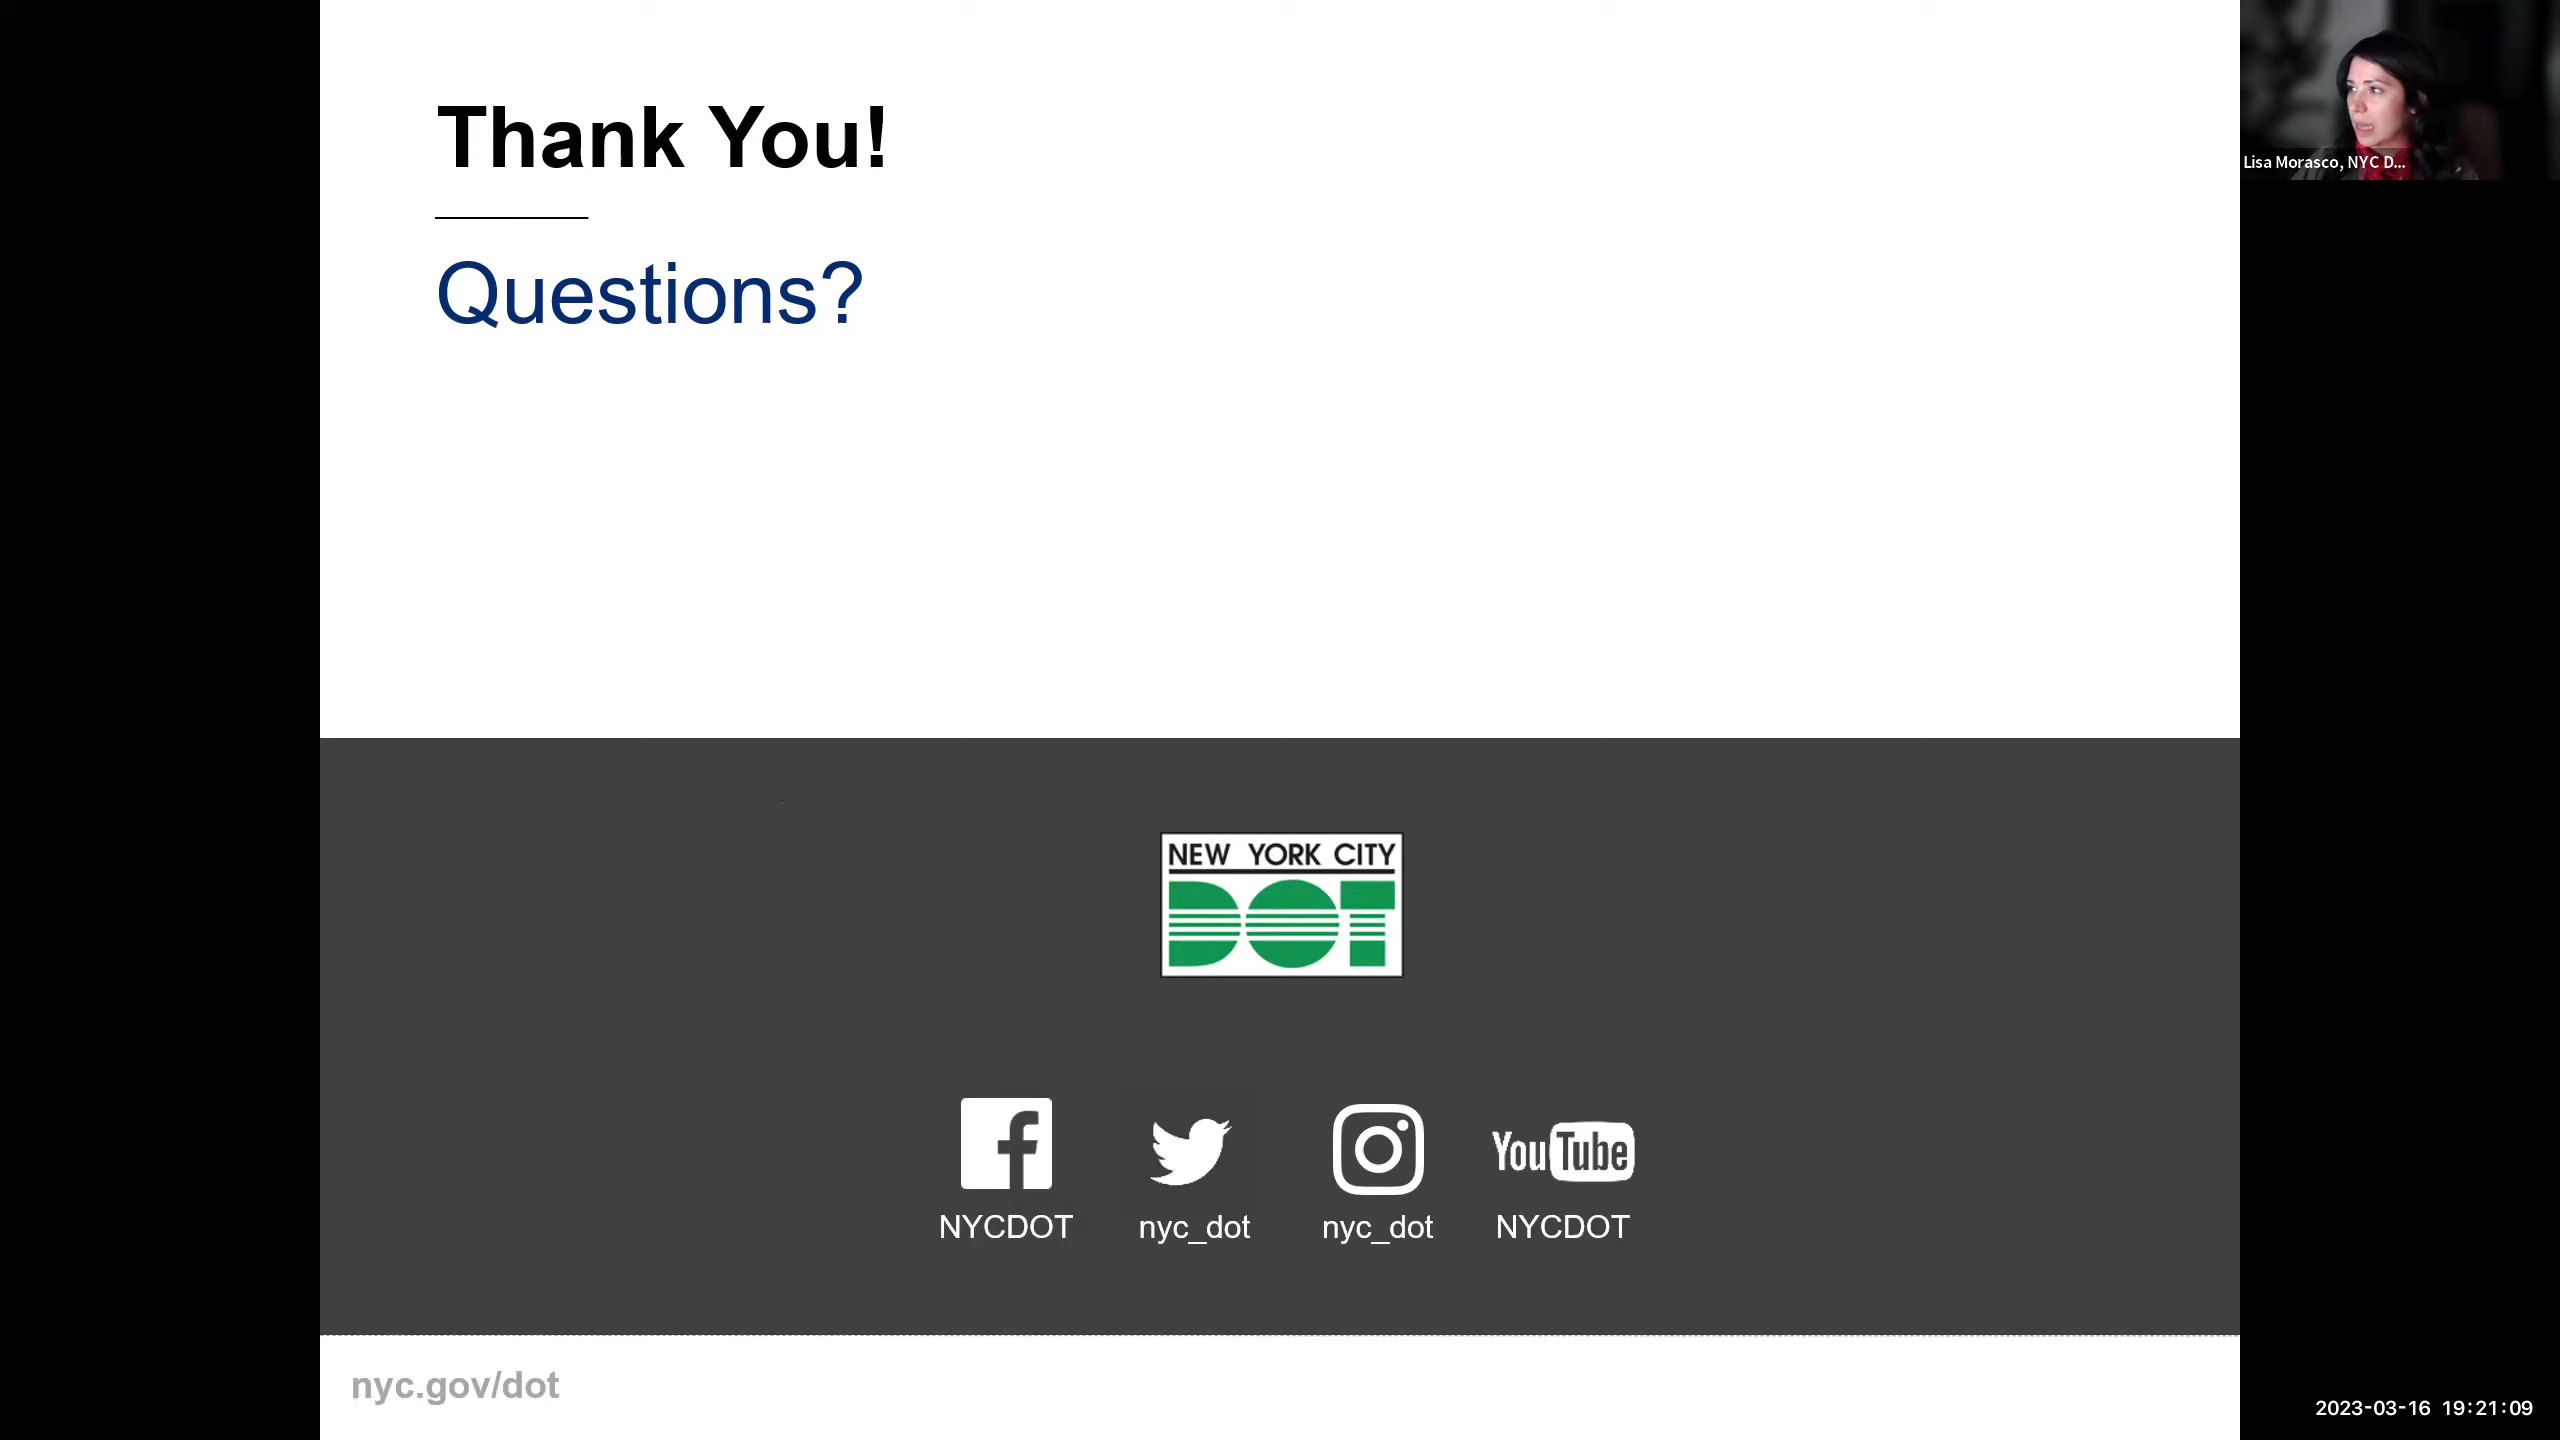 Thank You!
Questions?
Lisa Morasco, NYC D...
NEW YORK CITY
DOT
YouTube
NYCDOT nyc_dot nyc_dot NYCDOT
nyc.gov/dot
2023-03-16 19:21:09